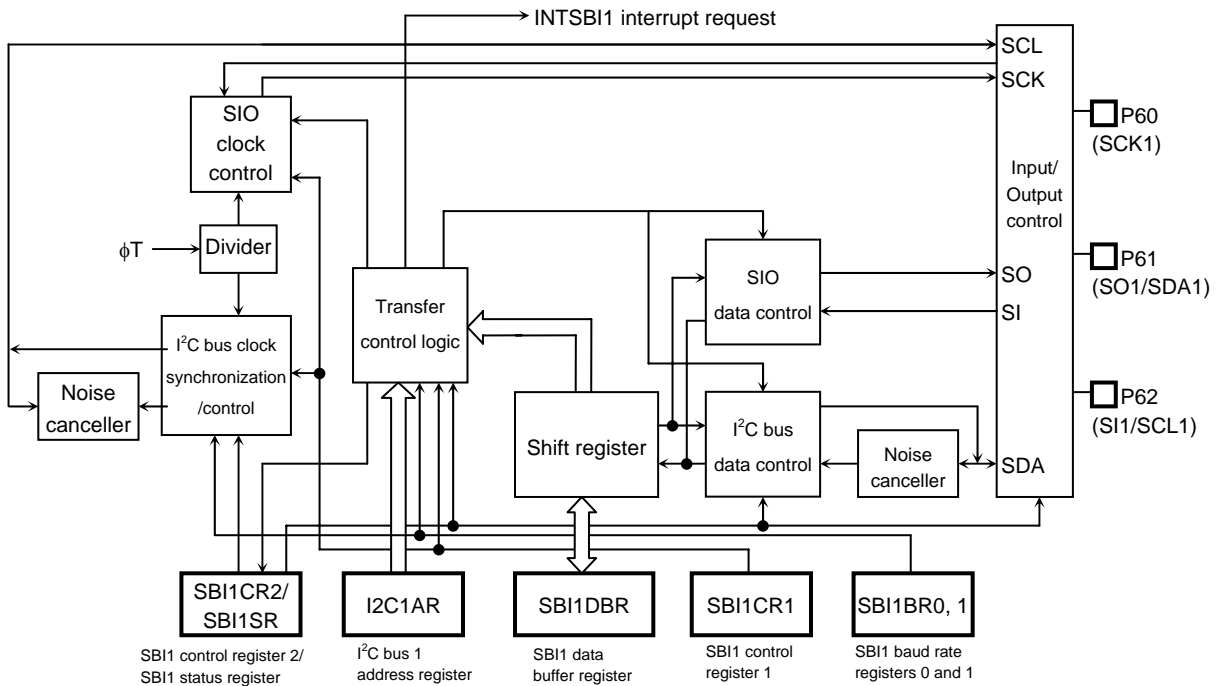 INTSBI1 interrupt request
SCL
SCK
SIO
clock
control
P60
(SCK1)
Input/
Output
control
φT
Divider
SIO
data control
SO
SI
P61
(SO1/SDA1)
Transfer
control logic
I²C bus clock
synchronization
/control
Noise
canceller
P62
(SI1/SCL1)
Shift register
I²C bus
data control
Noise
canceller
SDA
SBI1CR2/
SBI1SR
I2C1AR
SBI1DBR
SBI1CR1
SBI1BR0, 1
SBI1 control register 2/
SBI1 status register
I²C bus 1
address register
SBI1 data
buffer register
SBI1 control
register 1
SBI1 baud rate
registers 0 and 1